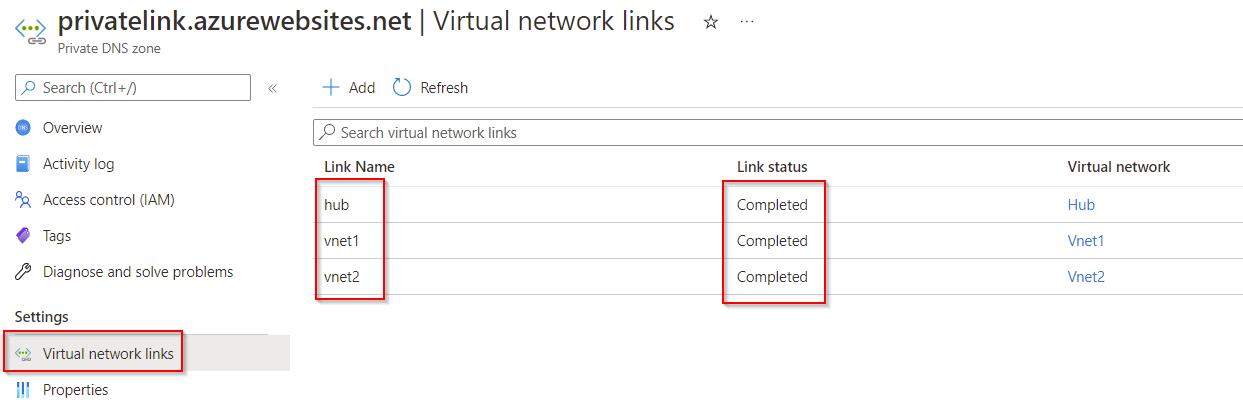 privatelink.azurewebsites.net | Virtual network links
Private DNS zone
Search (Ctrl+/)
Overview
Activity log
Access control (IAM)
Tags
Diagnose and solve problems
Settings
Virtual network links
Properties
Add Refresh
Search virtual network links
Link Name Link status Virtual network
hub Completed Hub
vnet1 Completed Vnet1
vnet2 Completed Vnet2